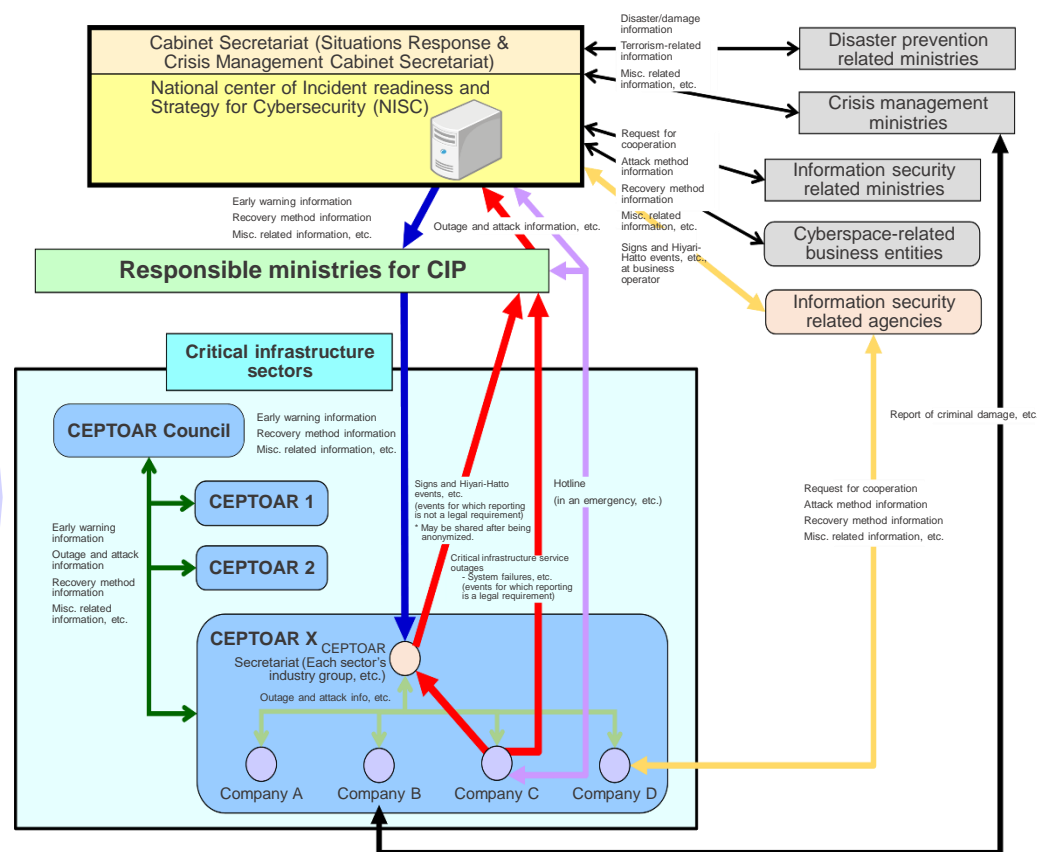 Cabinet Secretariat (Situations Response &
Crisis Management Cabinet Secretariat)
National center of Incident readiness and
Strategy for Cybersecurity (NISC)
Disaster/damage
information
Terrorism-related
information
Misc. related
information, etc.
Disaster prevention
related ministries
Crisis management
ministries
Request for
cooperation
Attack method
information
Recovery method
information
Misc. related
information, etc.
Signs and Hiyari-
Hatto events, etc.,
at business
operator
Information security
related ministries
Cyberspace-related
business entities
Information security
related agencies
Early warning information
Recovery method information
Misc. related information, etc.
Outage and attack information, etc.
Responsible ministries for CIP
Critical infrastructure
sectors
CEPTOAR Council
Early warning information
Recovery method information
Misc. related information, etc.
CEPTOAR 1
CEPTOAR 2
Early warning
information
Outage and attack
information
Recovery method
information
Misc. related
information, etc.
Signs and Hiyari-Hatto
events, etc.
(events for which reporting
is not a legal requirement)
* May be shared after being
anonymized.
Critical infrastructure service
outages
- System failures, etc.
(events for which reporting
is a legal requirement)
Hotline
(in an emergency, etc.)
Report of criminal damage, etc
Request for cooperation
Attack method information
Recovery method information
Misc. related information, etc.
CEPTOAR X
CEPTOAR
Secretariat (Each sector's
industry group, etc.)
Outage and attack info, etc.
Company A
Company B
Company C
Company D